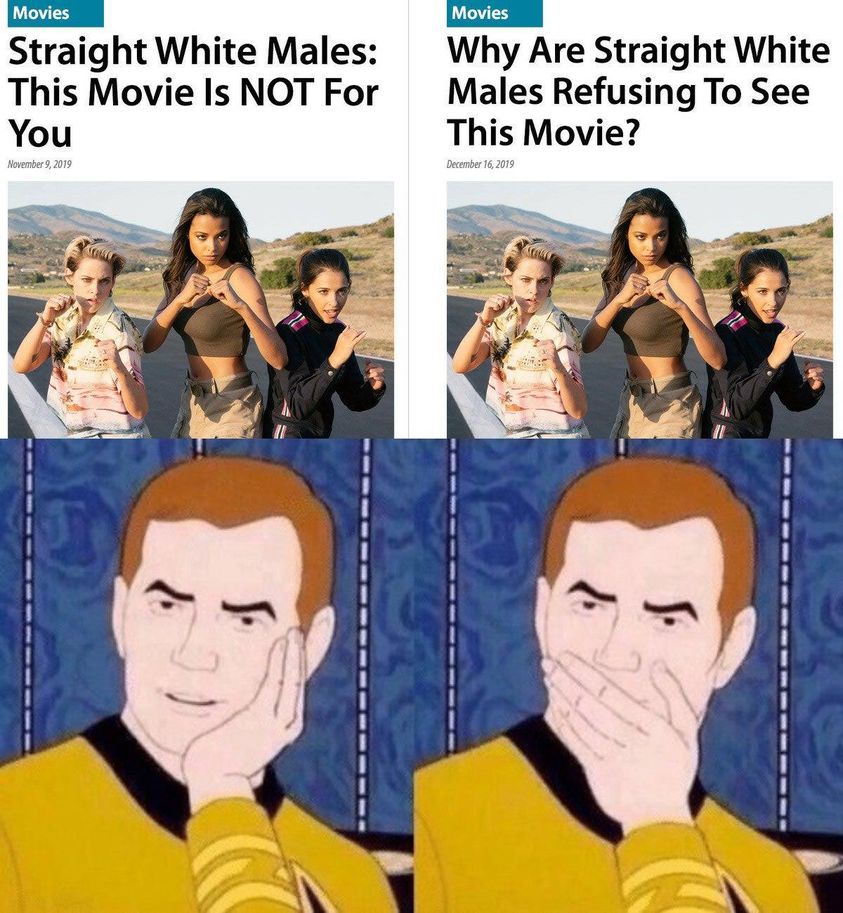 Movies
Straight White Males:
This Movie Is NOT For
You
November 9, 2019
Movies
Why Are Straight White
Males Refusing To See
This Movie?
December 16, 2019